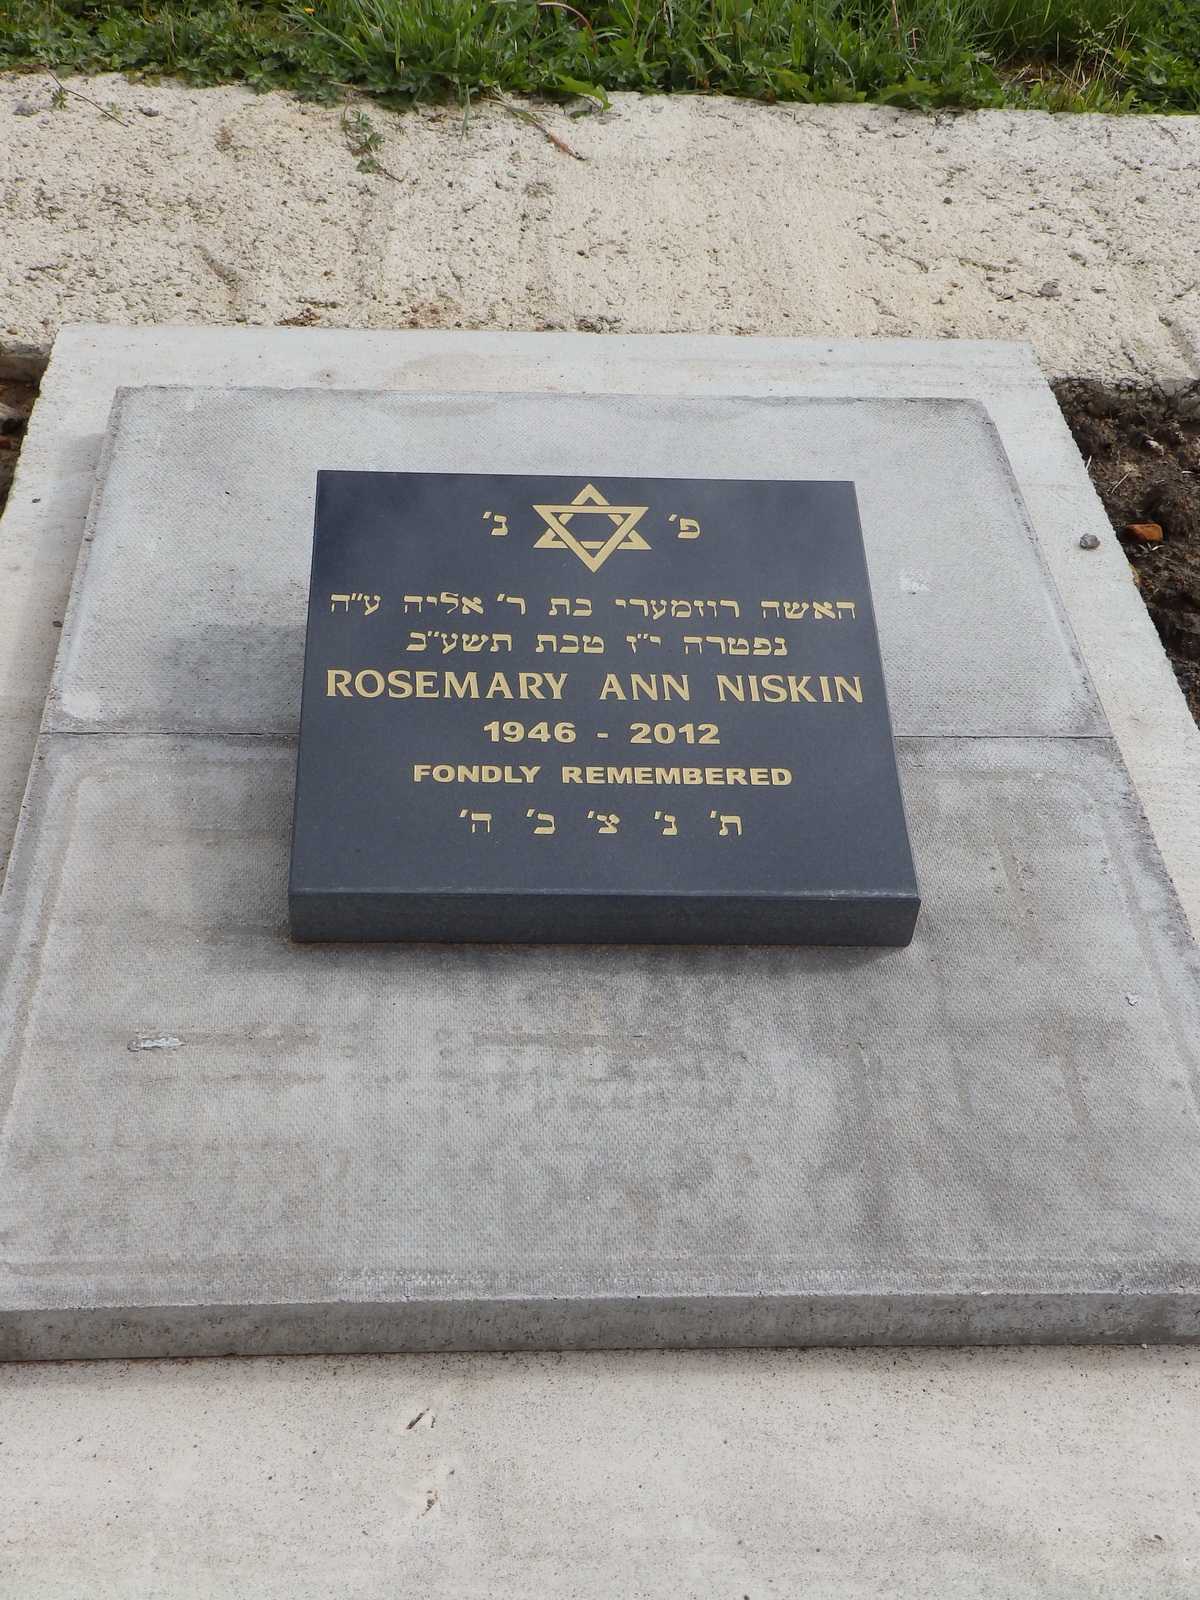 פ׳ נ׳
האשה רוזמערי בת ר׳ אליה ע״ה
נפטרה י״ז טבת תשע״ב
ROSEMARY ANN NISKIN
1946 - 2012
FONDLY REMEMBERED
ת׳ נ׳ צ׳ ב׳ ה׳